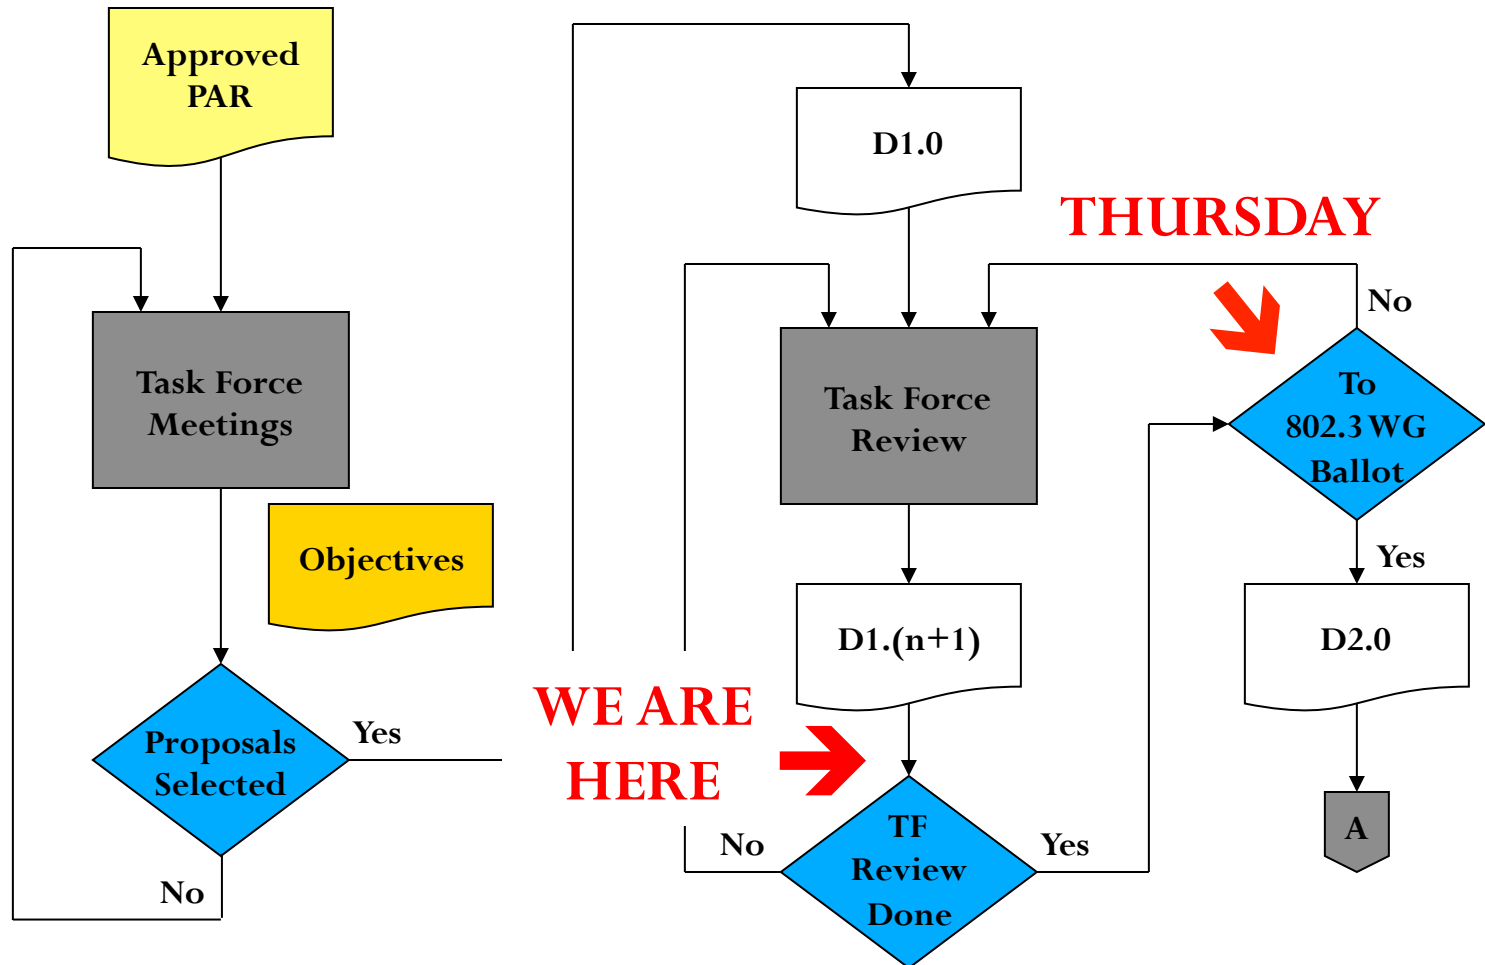 Approved
PAR
Task Force
Meetings
Objectives
Proposals
Selected
Yes
No
D1.0
THURSDAY
Task Force
Review
D1.(n+1)
WE ARE
HERE
TF
Review
Done
No
Yes
No
To
802.3 WG
Ballot
Yes
D2.0
A